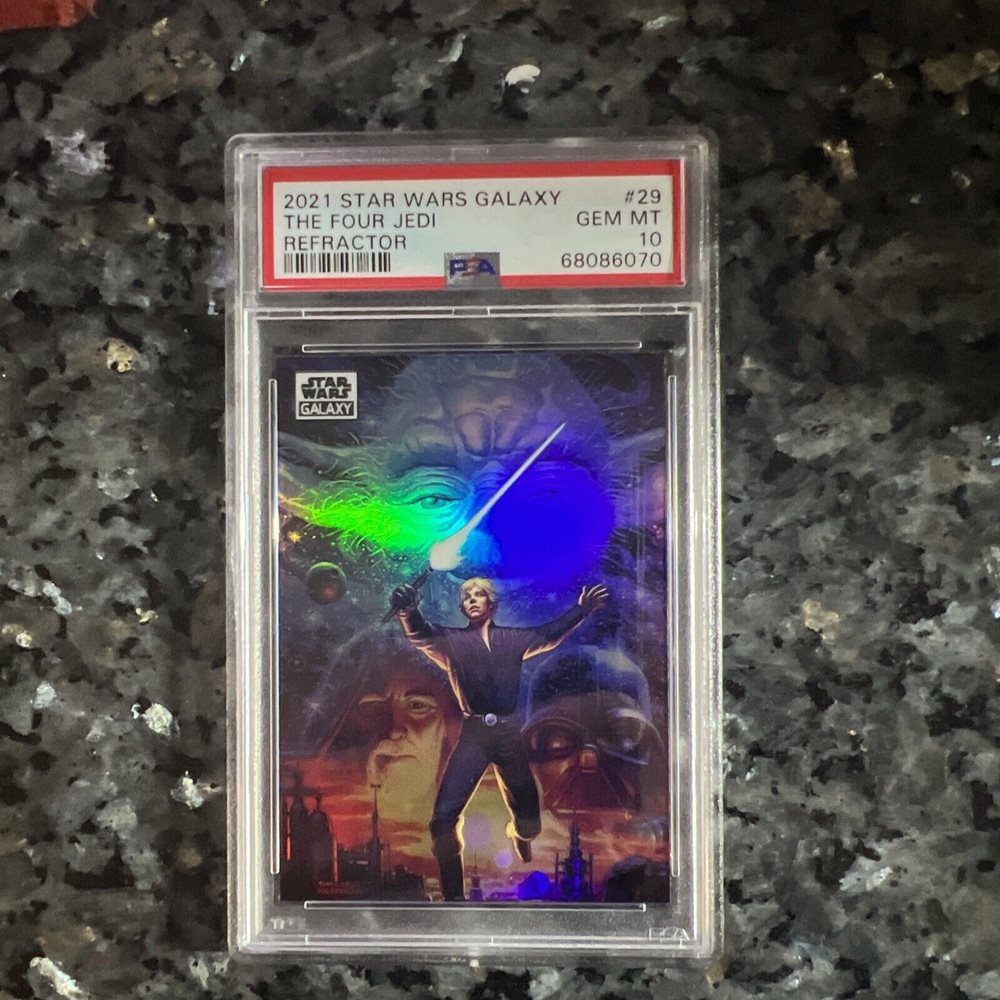 2021 STAR WARS GALAXY #29
THE FOUR JEDI GEM MT
REFRACTOR 10
PSA 68086070
STAR
WARS
GALAXY